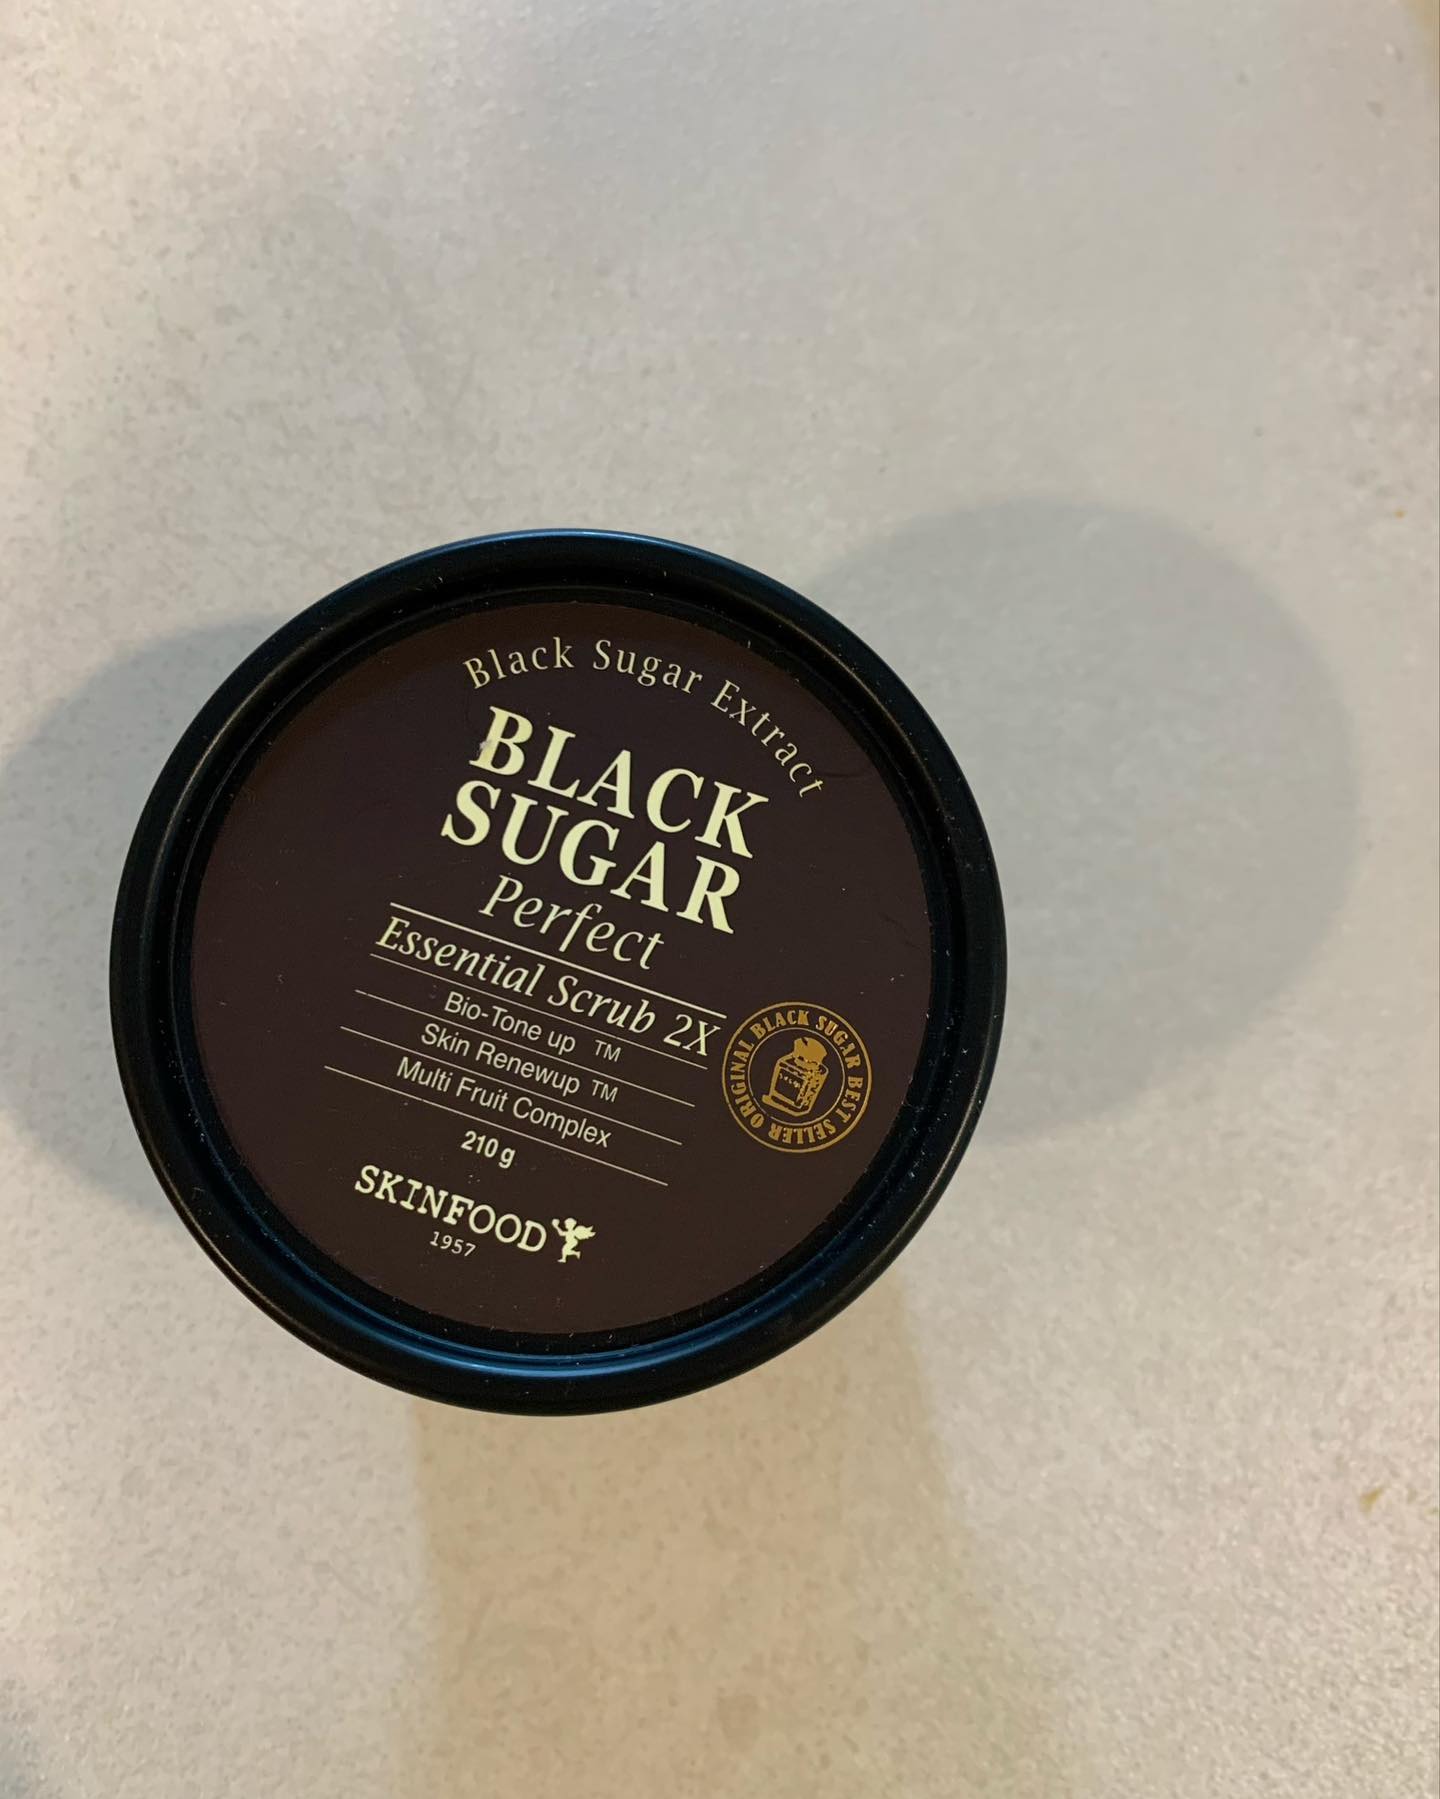 Black Sugar Extract
BLACK
SUGAR
Perfect
Essential Scrub 2X
Bio-Tone up ™
Skin Renewup ™
Multi Fruit Complex
210 g
SKINFOOD
1957
ORIGINAL BLACK SUGAR BEST SELLER